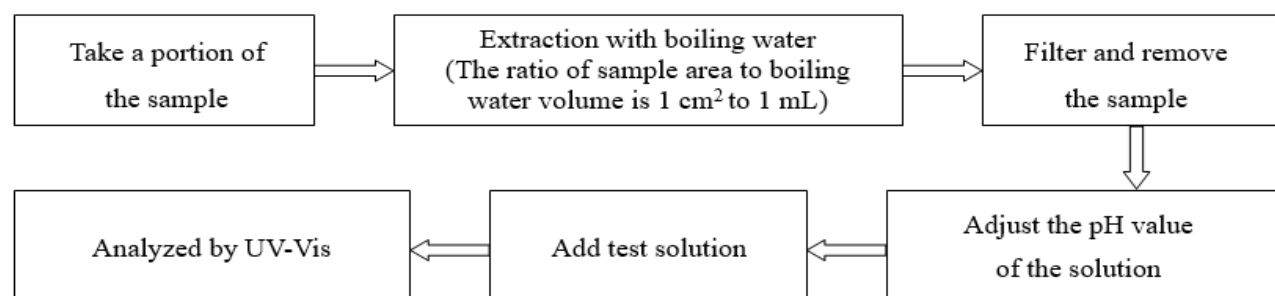 Take a portion of
the sample
Extraction with boiling water
(The ratio of sample area to boiling
water volume is 1 cm² to 1 mL)
Filter and remove
the sample
Adjust the pH value
of the solution
Add test solution
Analyzed by UV-Vis